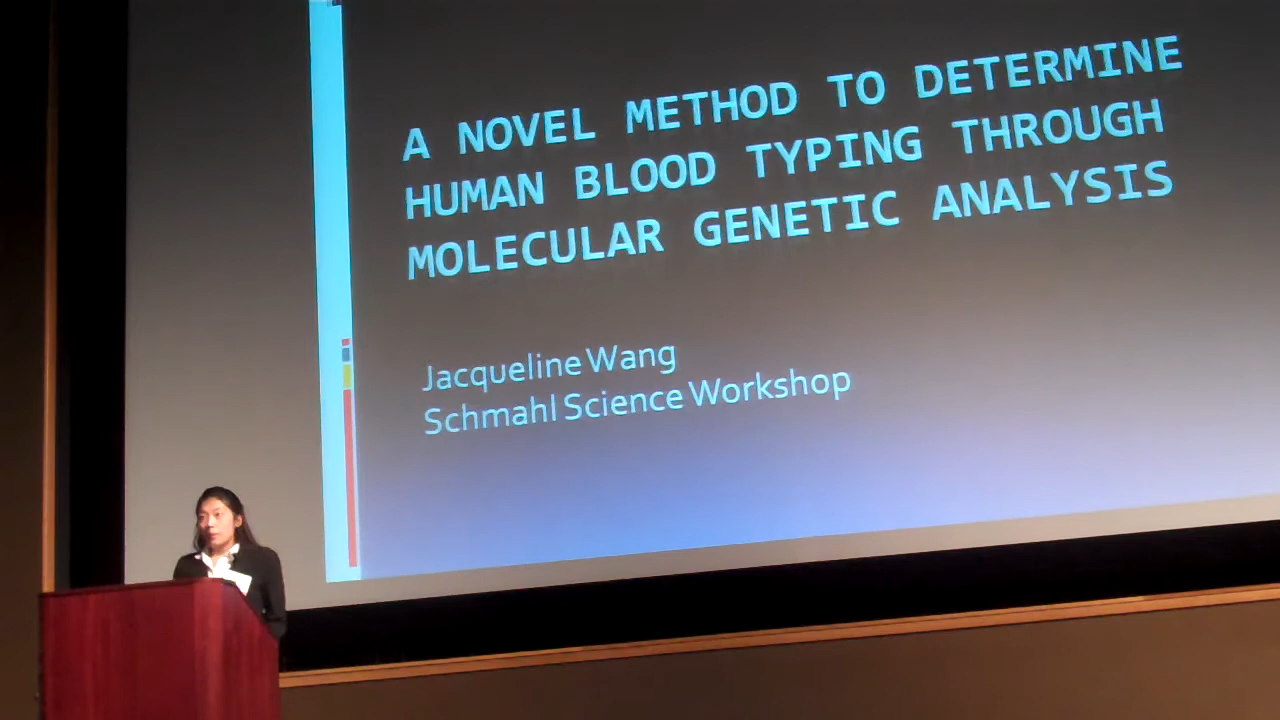 A NOVEL METHOD TO DETERMINE
HUMAN BLOOD TYPING THROUGH
MOLECULAR GENETIC ANALYSIS
Jacqueline Wang
Schmahl Science Workshop